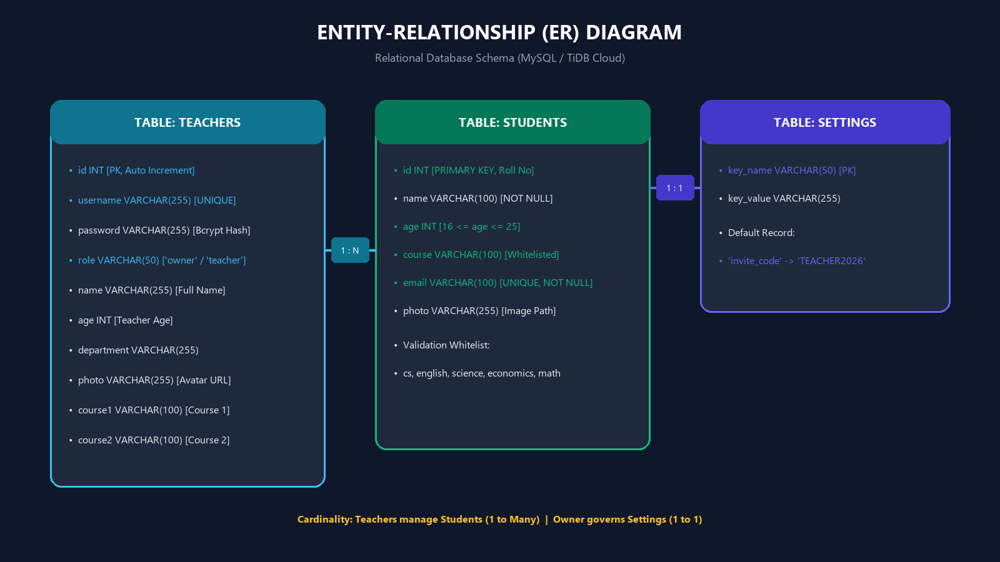 ENTITY-RELATIONSHIP (ER) DIAGRAM
Relational Database Schema (MySQL / TiDB Cloud)
TABLE: TEACHERS
• id INT [PK, Auto Increment]
• username VARCHAR(255) [UNIQUE]
• password VARCHAR(255) [Bcrypt Hash]
• role VARCHAR(50) ['owner' / 'teacher']
• name VARCHAR(255) [Full Name]
• age INT [Teacher Age]
• department VARCHAR(255)
• photo VARCHAR(255) [Avatar URL]
• course1 VARCHAR(100) [Course 1]
• course2 VARCHAR(100) [Course 2]
1 : N
TABLE: STUDENTS
• id INT [PRIMARY KEY, Roll No]
• name VARCHAR(100) [NOT NULL]
• age INT [16 <= age <= 25]
• course VARCHAR(100) [Whitelisted]
• email VARCHAR(100) [UNIQUE, NOT NULL]
• photo VARCHAR(255) [Image Path]
• Validation Whitelist:
• cs, english, science, economics, math
1 : 1
TABLE: SETTINGS
• key_name VARCHAR(50) [PK]
• key_value VARCHAR(255)
• Default Record:
• 'invite_code' -> 'TEACHER2026'
Cardinality: Teachers manage Students (1 to Many) | Owner governs Settings (1 to 1)